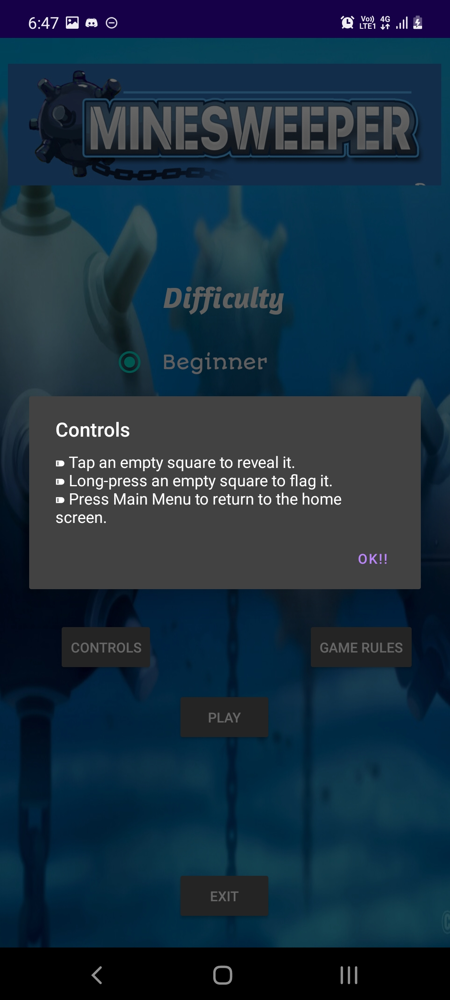 6:47 Vo)) LTE1 4G
MINESWEEPER
Difficulty
Beginner
Controls
Tap an empty square to reveal it.
Long-press an empty square to flag it.
Press Main Menu to return to the home
screen.
OK!!
CONTROLS GAME RULES
PLAY
EXIT